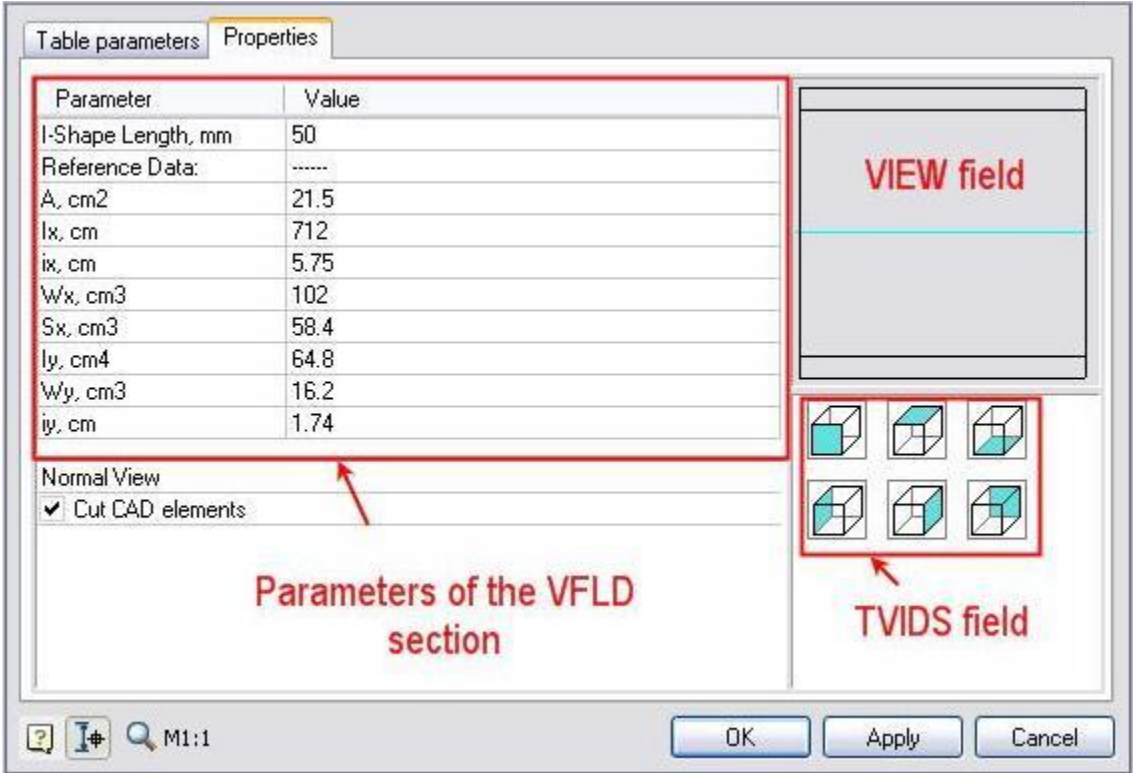 Table parameters Properties
Parameter Value
I-Shape Length, mm 50
Reference Data: ------
A, cm2 21.5
Ix, cm 712
ix, cm 5.75
Wx, cm3 102
Sx, cm3 58.4
Iy, cm4 64.8
Wy, cm3 16.2
iy, cm 1.74
VIEW field
Normal View
Cut CAD elements
Parameters of the VFLD
section
TVIDS field
M1:1 OK Apply Cancel